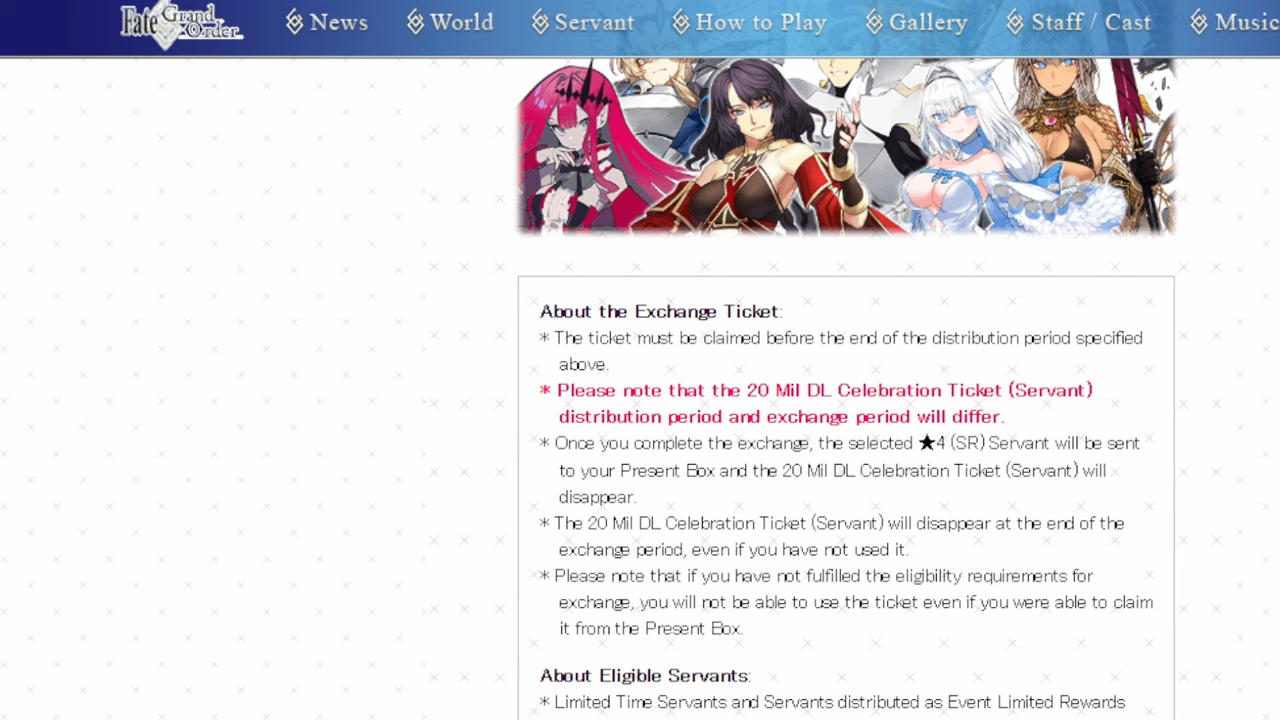 Fate Grand Order
News World Servant How to Play Gallery Staff / Cast Music
About the Exchange Ticket:
* The ticket must be claimed before the end of the distribution period specified
above.
* Please note that the 20 Mil DL Celebration Ticket (Servant)
distribution period and exchange period will differ.
* Once you complete the exchange, the selected ★4 (SR) Servant will be sent
to your Present Box and the 20 Mil DL Celebration Ticket (Servant) will
disappear.
* The 20 Mil DL Celebration Ticket (Servant) will disappear at the end of the
exchange period, even if you have not used it.
* Please note that if you have not fulfilled the eligibility requirements for
exchange, you will not be able to use the ticket even if you were able to claim
it from the Present Box.
About Eligible Servants:
* Limited Time Servants and Servants distributed as Event Limited Rewards